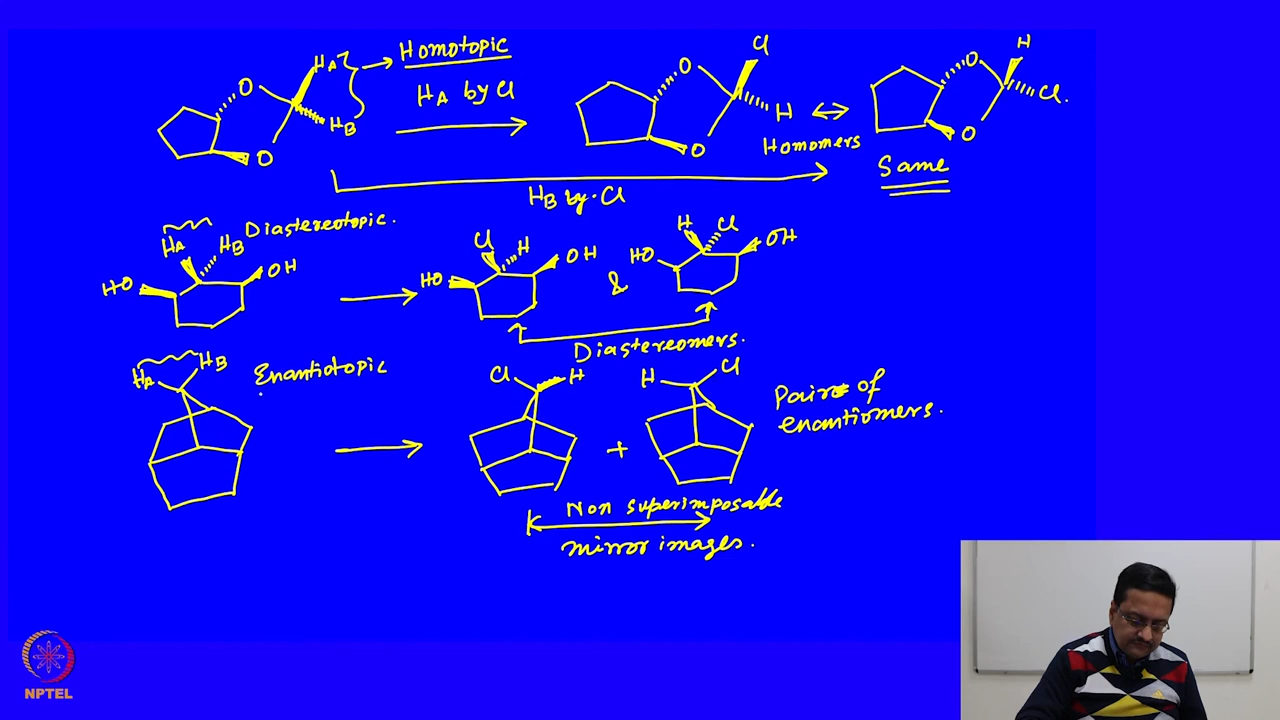 HA → Homotopic
O
HB
O
HA by Cl
Cl
O
H
O
↔
Homomers
H
O
Cl.
O
Same
HB by Cl
HA HB Diastereotopic.
HO OH
Cl H
HO OH
&
H Cl
HO OH
Diastereomers.
HA HB Enantiotopic
Cl H
+
H Cl
Pair of
enantiomers.
Non superimposable
mirror images.
NPTEL